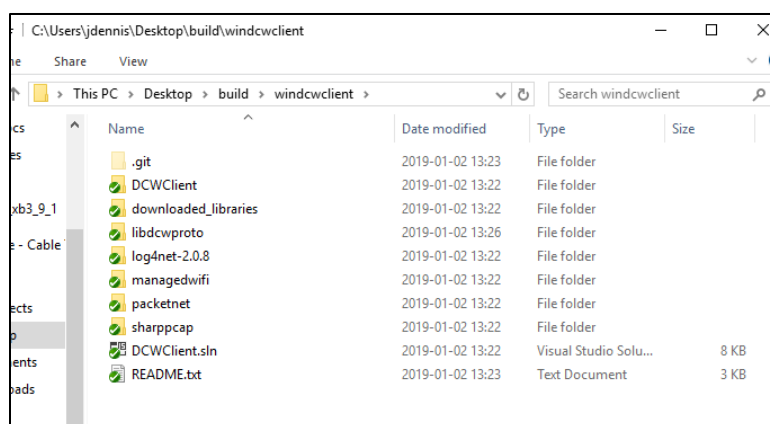 C:\Users\jdennis\Desktop\build\windcwclient
Share View
This PC > Desktop > build > windcwclient >
Search windcwclient
Name Date modified Type Size
.git 2019-01-02 13:23 File folder
DCWClient 2019-01-02 13:22 File folder
downloaded_libraries 2019-01-02 13:22 File folder
xb3_9_1
libdcwproto 2019-01-02 13:26 File folder
e - Cable
log4net-2.0.8 2019-01-02 13:22 File folder
managedwifi 2019-01-02 13:22 File folder
packetnet 2019-01-02 13:22 File folder
ects
sharppcap 2019-01-02 13:22 File folder
DCWClient.sln 2019-01-02 13:22 Visual Studio Solu... 8 KB
ents
README.txt 2019-01-02 13:23 Text Document 3 KB
oads